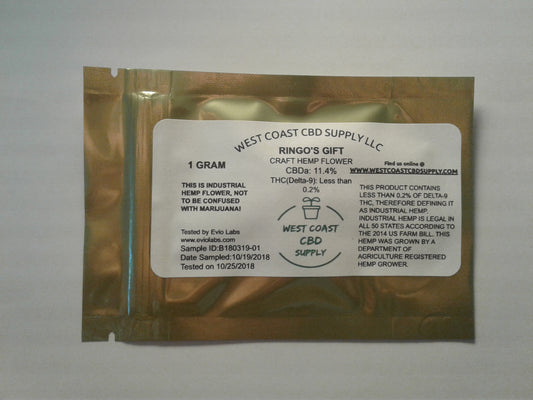 WEST COAST CBD SUPPLY LLC
RINGO'S GIFT
CRAFT HEMP FLOWER
CBDa: 11.4%
THC(Delta-9): Less than
0.2%
1 GRAM
THIS IS INDUSTRIAL
HEMP FLOWER, NOT
TO BE CONFUSED
WITH MARIJUANA!
Tested by Evio Labs
www.eviolabs.com
Sample ID:B180319-01
Date Sampled:10/19/2018
Tested on 10/25/2018
WEST COAST
CBD
SUPPLY
Find us online @
WWW.WESTCOASTCBDSUPPLY.COM
THIS PRODUCT CONTAINS
LESS THAN 0.2% OF DELTA-9
THC, THEREFORE DEFINING IT
AS INDUSTRIAL HEMP.
INDUSTRIAL HEMP IS LEGAL IN
ALL 50 STATES ACCORDING TO
THE 2014 US FARM BILL. THIS
HEMP WAS GROWN BY A
DEPARTMENT OF
AGRICULTURE REGISTERED
HEMP GROWER.